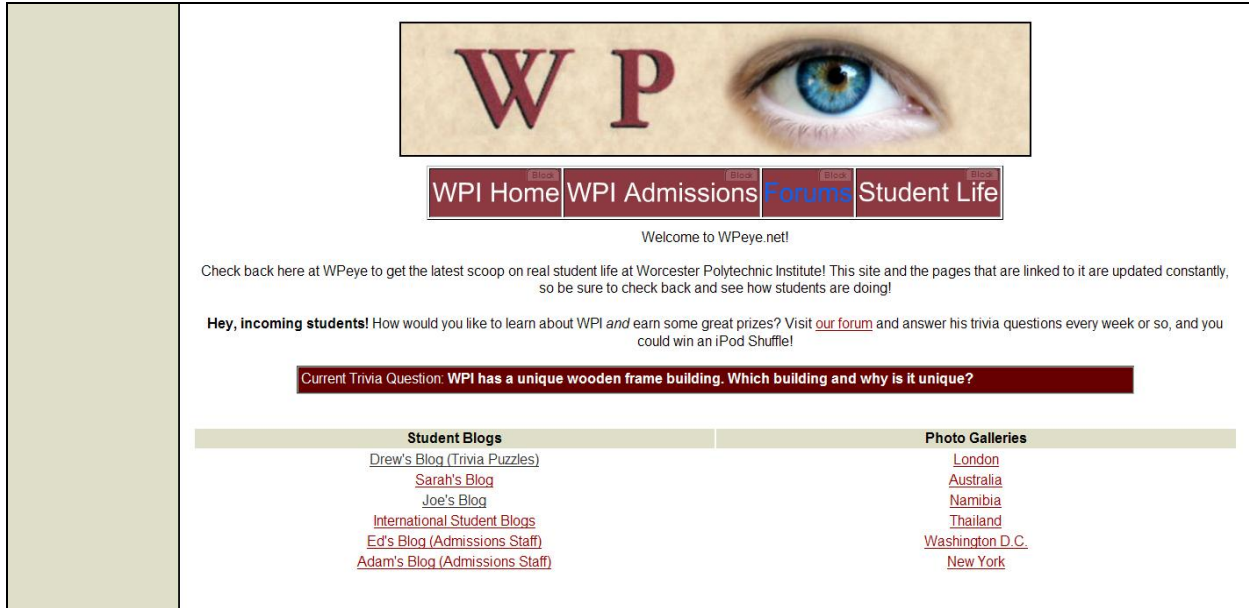 W P
Block Block Block Block
WPI Home WPI Admissions Forums Student Life
Welcome to WPeye.net!
Check back here at WPeye to get the latest scoop on real student life at Worcester Polytechnic Institute! This site and the pages that are linked to it are updated constantly,
so be sure to check back and see how students are doing!
Hey, incoming students! How would you like to learn about WPI and earn some great prizes? Visit our forum and answer his trivia questions every week or so, and you
could win an iPod Shuffle!
Current Trivia Question: WPI has a unique wooden frame building. Which building and why is it unique?
Student Blogs Photo Galleries
Drew's Blog (Trivia Puzzles) London
Sarah's Blog Australia
Joe's Blog Namibia
International Student Blogs Thailand
Ed's Blog (Admissions Staff) Washington D.C.
Adam's Blog (Admissions Staff) New York